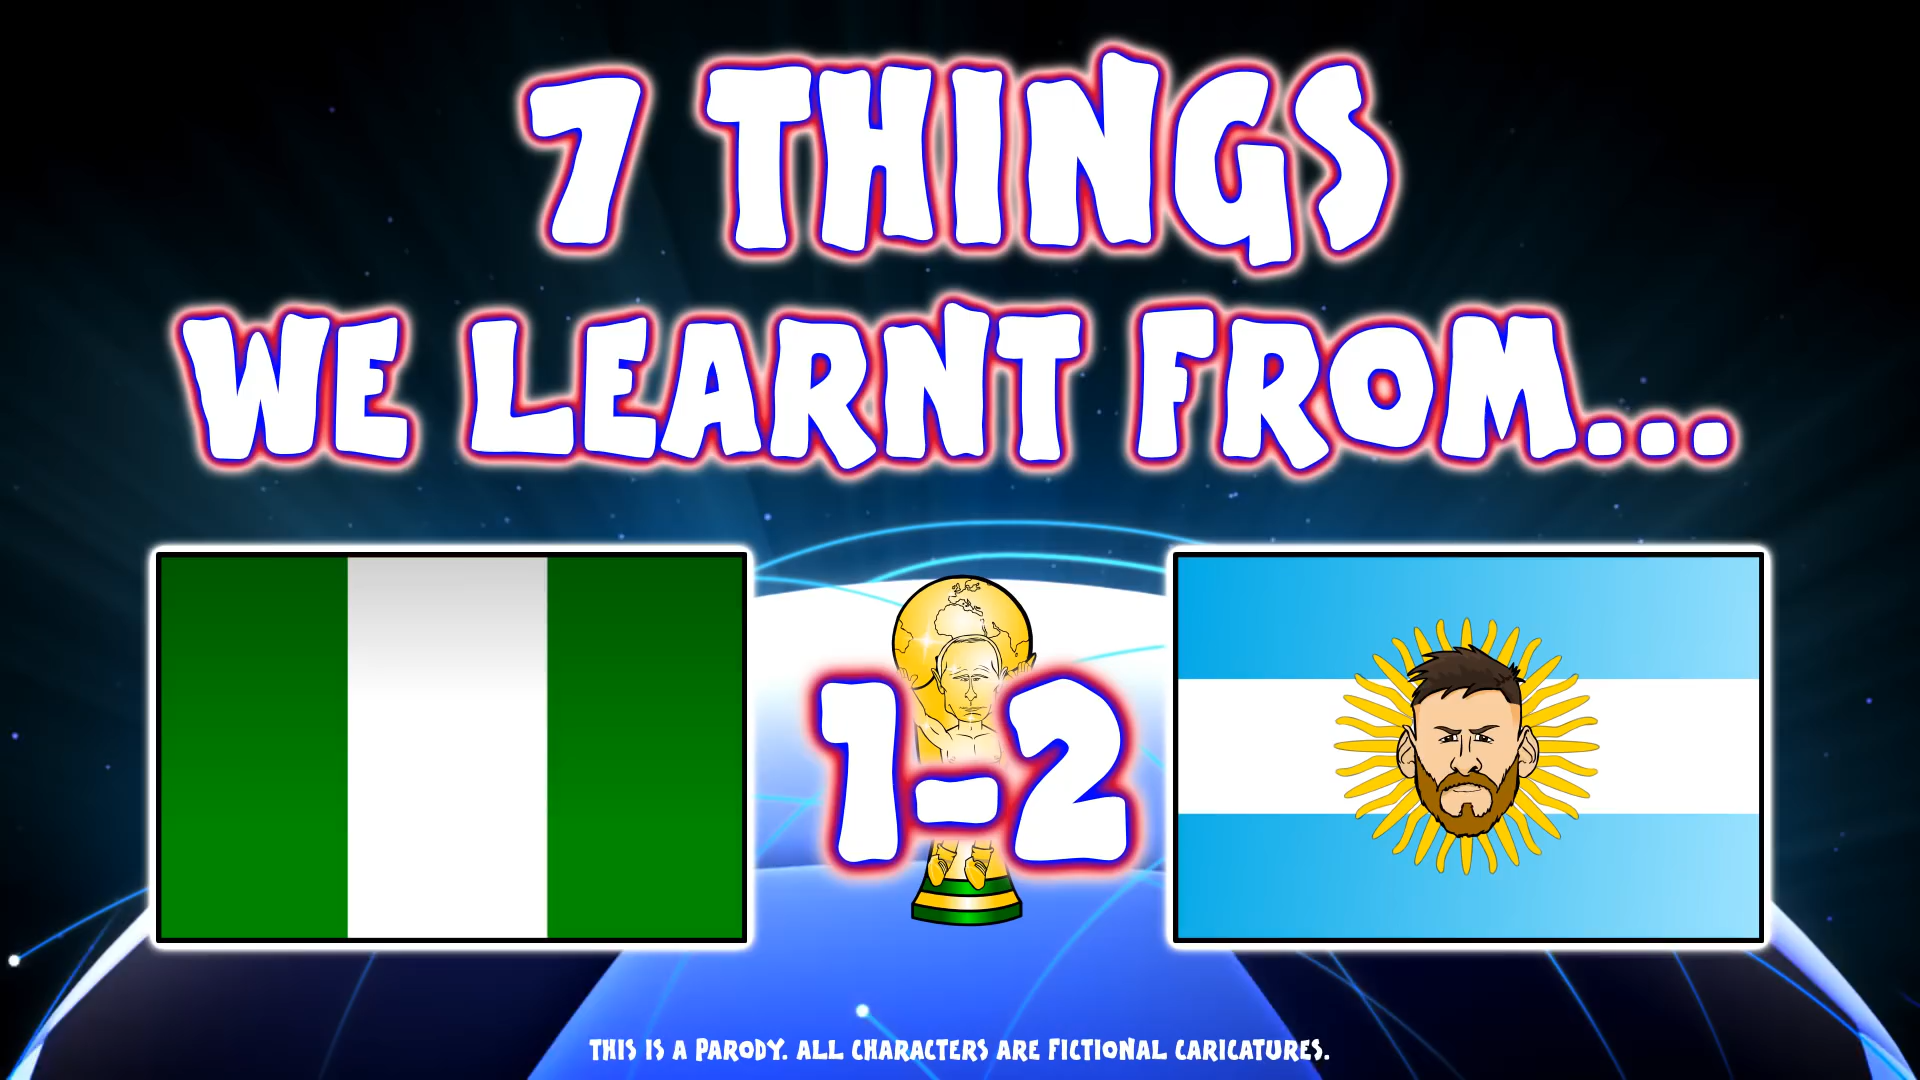 7 THINGS
WE LEARNT FROM...
1-2
THIS IS A PARODY. ALL CHARACTERS ARE FICTIONAL CARICATURES.